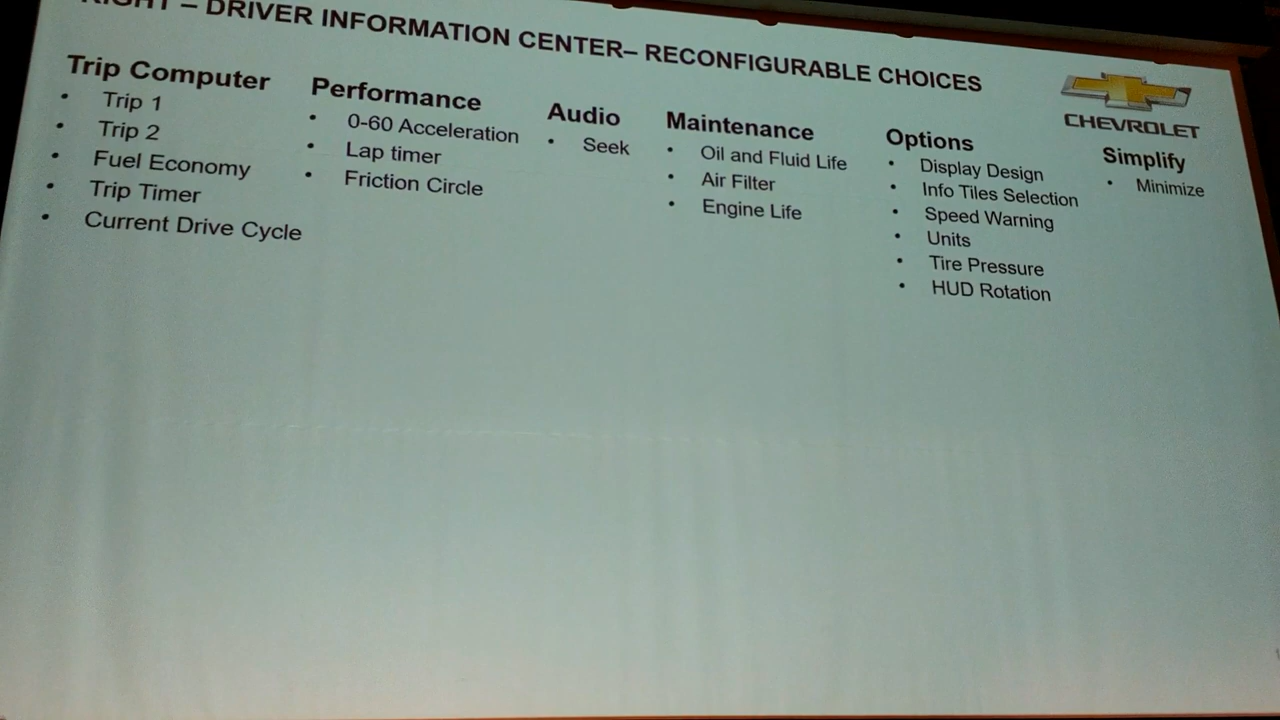 RIGHT – DRIVER INFORMATION CENTER– RECONFIGURABLE CHOICES
CHEVROLET
Trip Computer
• Trip 1
• Trip 2
• Fuel Economy
• Trip Timer
• Current Drive Cycle
Performance
• 0-60 Acceleration
• Lap timer
• Friction Circle
Audio
• Seek
Maintenance
• Oil and Fluid Life
• Air Filter
• Engine Life
Options
• Display Design
• Info Tiles Selection
• Speed Warning
• Units
• Tire Pressure
• HUD Rotation
Simplify
• Minimize